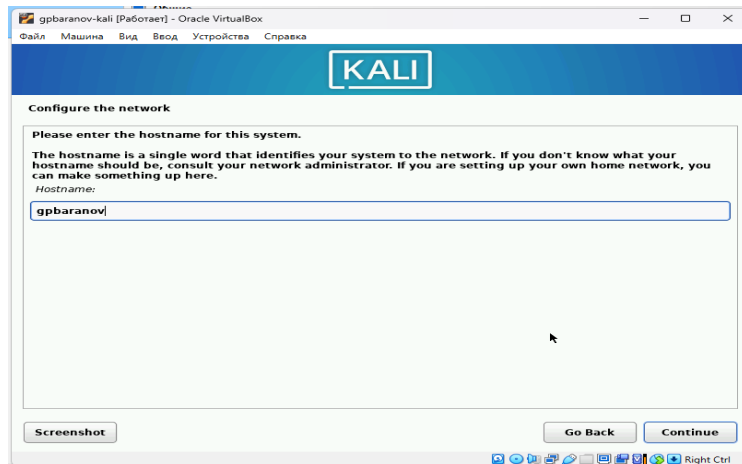 gpbaranov-kali [Работает] - Oracle VirtualBox
Файл Машина Вид Ввод Устройства Справка
KALI
Configure the network
Please enter the hostname for this system.
The hostname is a single word that identifies your system to the network. If you don't know what your
hostname should be, consult your network administrator. If you are setting up your own home network, you
can make something up here.
Hostname:
gpbaranov
Screenshot Go Back Continue
Right Ctrl